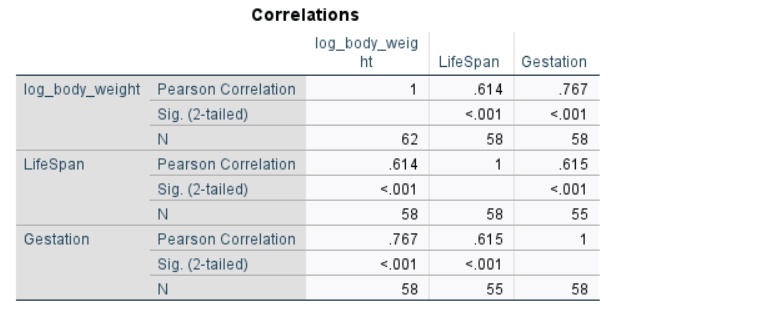 Correlations
log_body_weig
ht LifeSpan Gestation
log_body_weight Pearson Correlation 1 .614 .767
Sig. (2-tailed) <.001 <.001
N 62 58 58
LifeSpan Pearson Correlation .614 1 .615
Sig. (2-tailed) <.001 <.001
N 58 58 55
Gestation Pearson Correlation .767 .615 1
Sig. (2-tailed) <.001 <.001
N 58 55 58